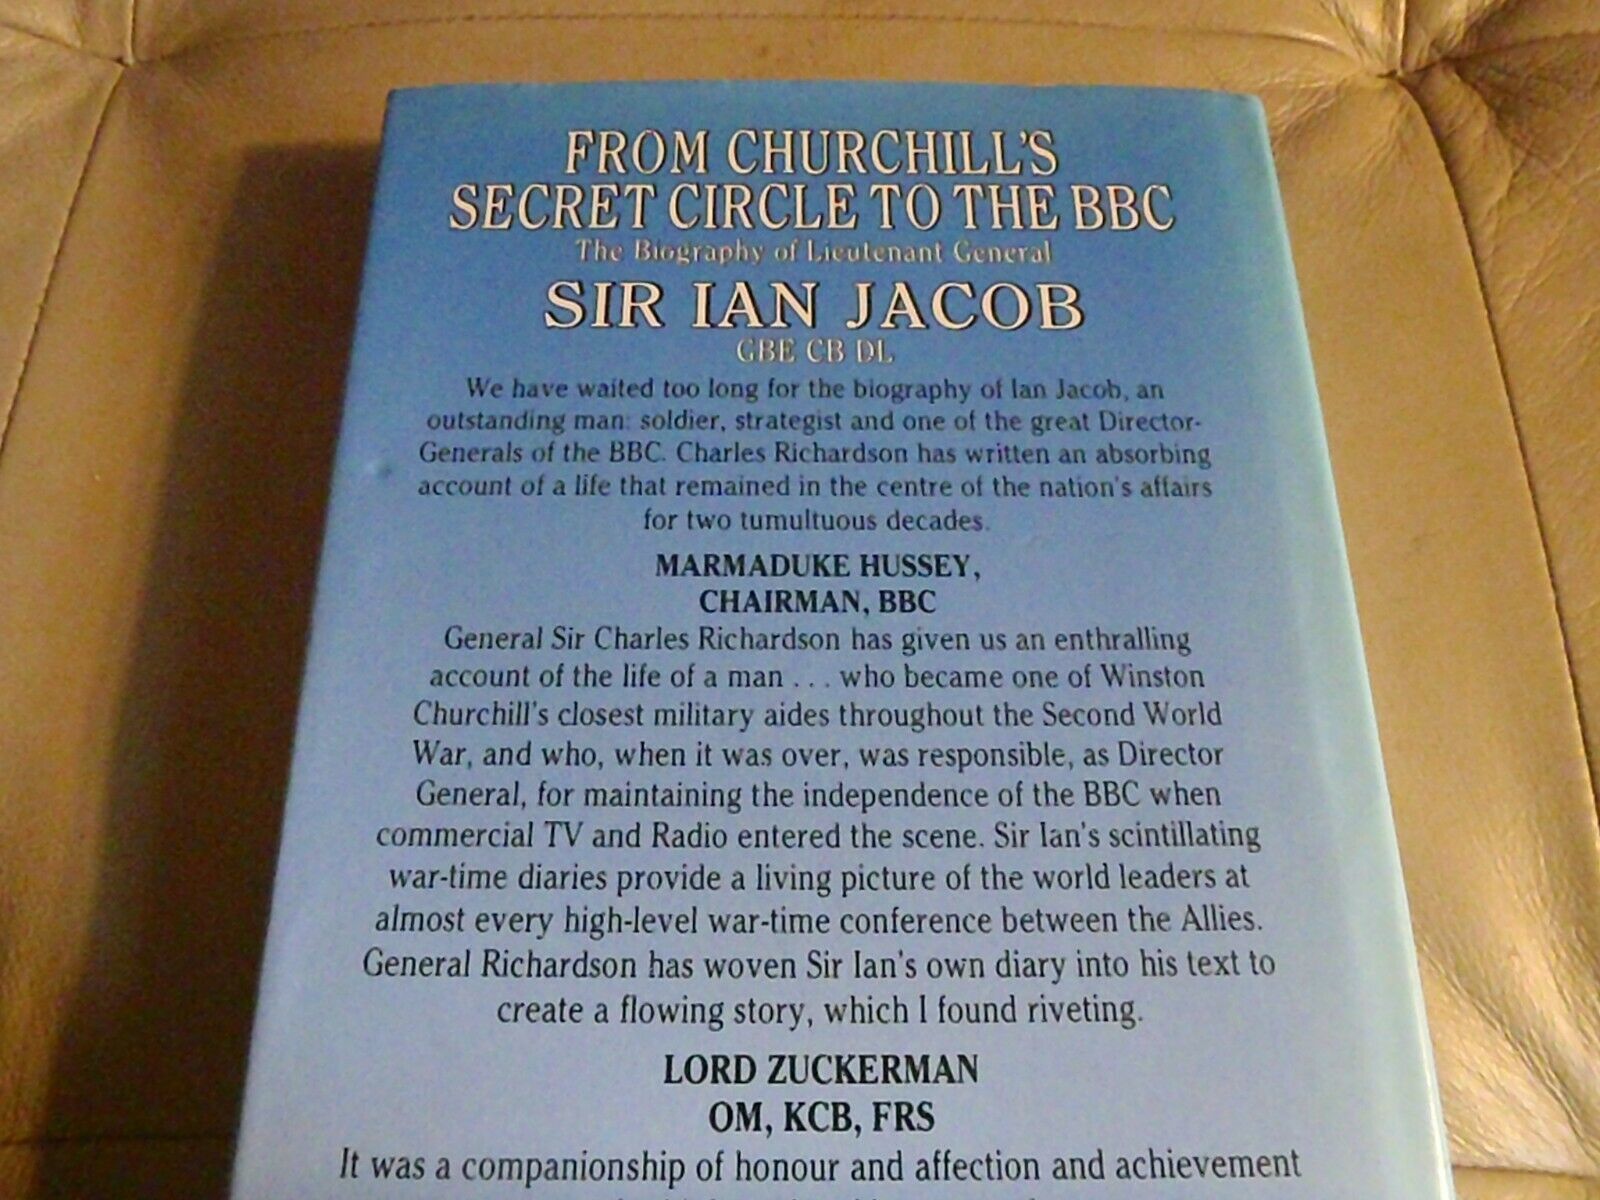 FROM CHURCHILL'S
SECRET CIRCLE TO THE BBC
The Biography of Lieutenant General
SIR IAN JACOB
GBE CB DL
We have waited too long for the biography of Ian Jacob, an
outstanding man: soldier, strategist and one of the great Director-
Generals of the BBC. Charles Richardson has written an absorbing
account of a life that remained in the centre of the nation's affairs
for two tumultuous decades.
MARMADUKE HUSSEY,
CHAIRMAN, BBC
General Sir Charles Richardson has given us an enthralling
account of the life of a man . . . who became one of Winston
Churchill's closest military aides throughout the Second World
War, and who, when it was over, was responsible, as Director
General, for maintaining the independence of the BBC when
commercial TV and Radio entered the scene. Sir Ian's scintillating
war-time diaries provide a living picture of the world leaders at
almost every high-level war-time conference between the Allies.
General Richardson has woven Sir Ian's own diary into his text to
create a flowing story, which I found riveting.
LORD ZUCKERMAN
OM, KCB, FRS
It was a companionship of honour and affection and achievement